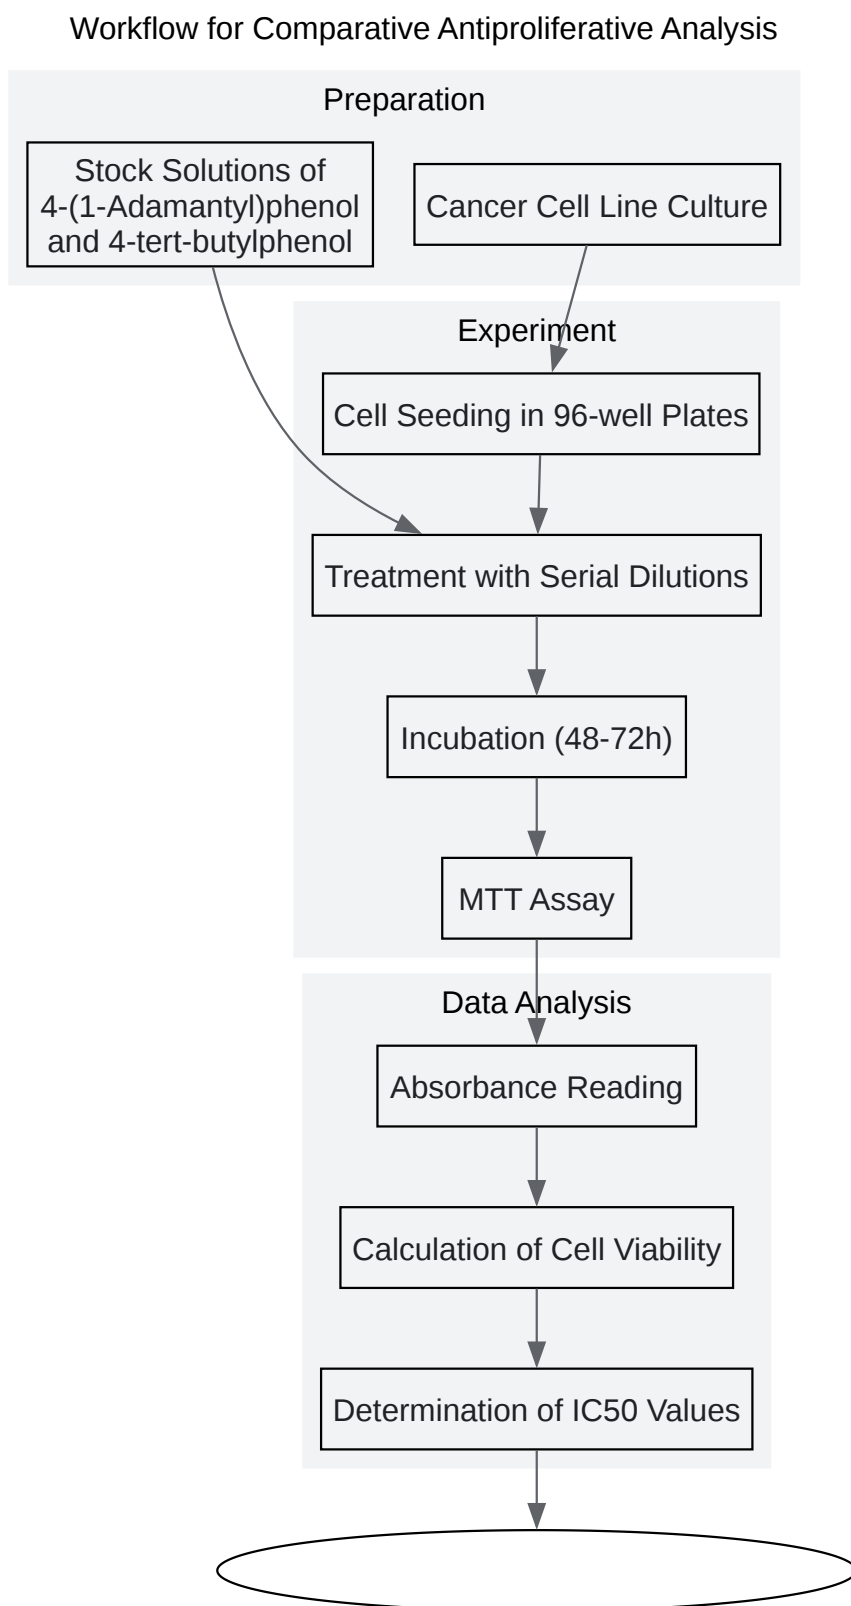 Workflow for Comparative Antiproliferative Analysis
Preparation
Stock Solutions of
4-(1-Adamantyl)phenol
and 4-tert-butylphenol
Cancer Cell Line Culture
Experiment
Cell Seeding in 96-well Plates
Treatment with Serial Dilutions
Incubation (48-72h)
MTT Assay
Data Analysis
Absorbance Reading
Calculation of Cell Viability
Determination of IC50 Values